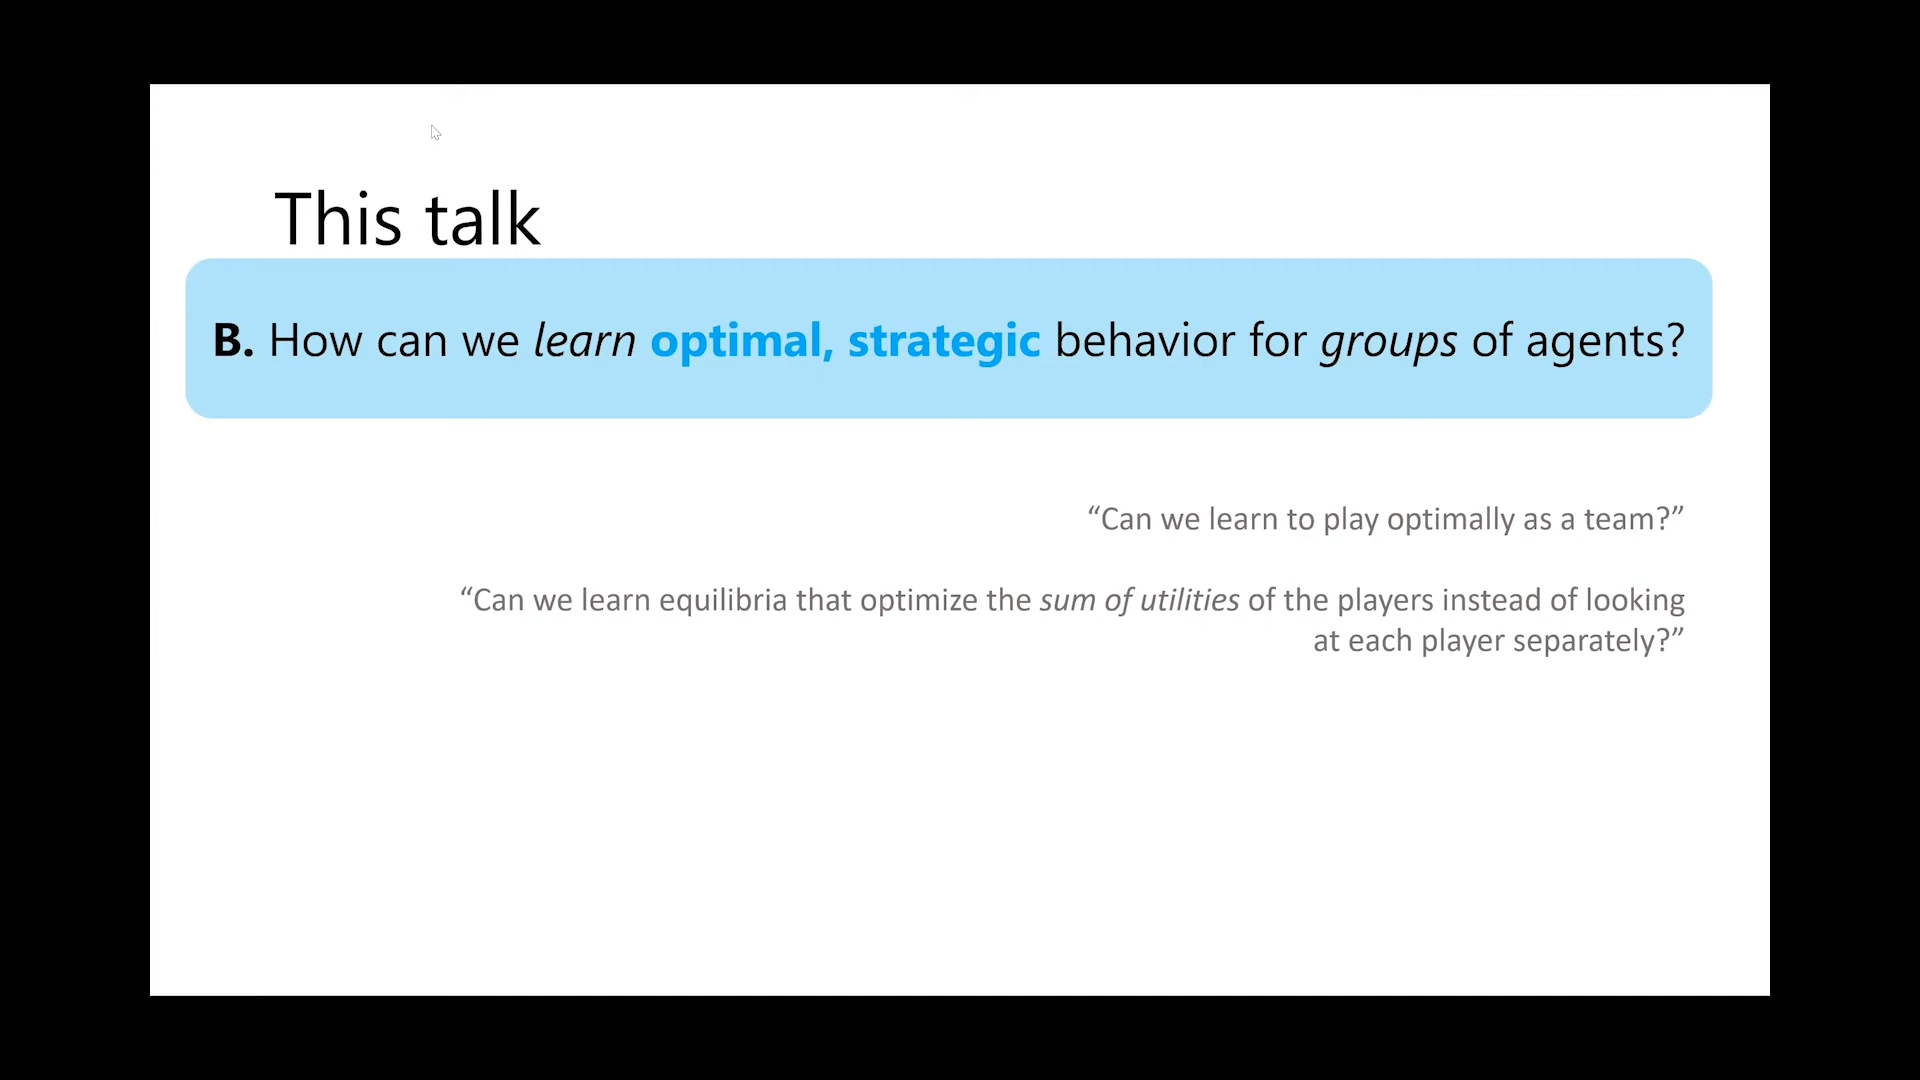 This talk
B. How can we learn optimal, strategic behavior for groups of agents?
“Can we learn to play optimally as a team?”
“Can we learn equilibria that optimize the sum of utilities of the players instead of looking
at each player separately?”